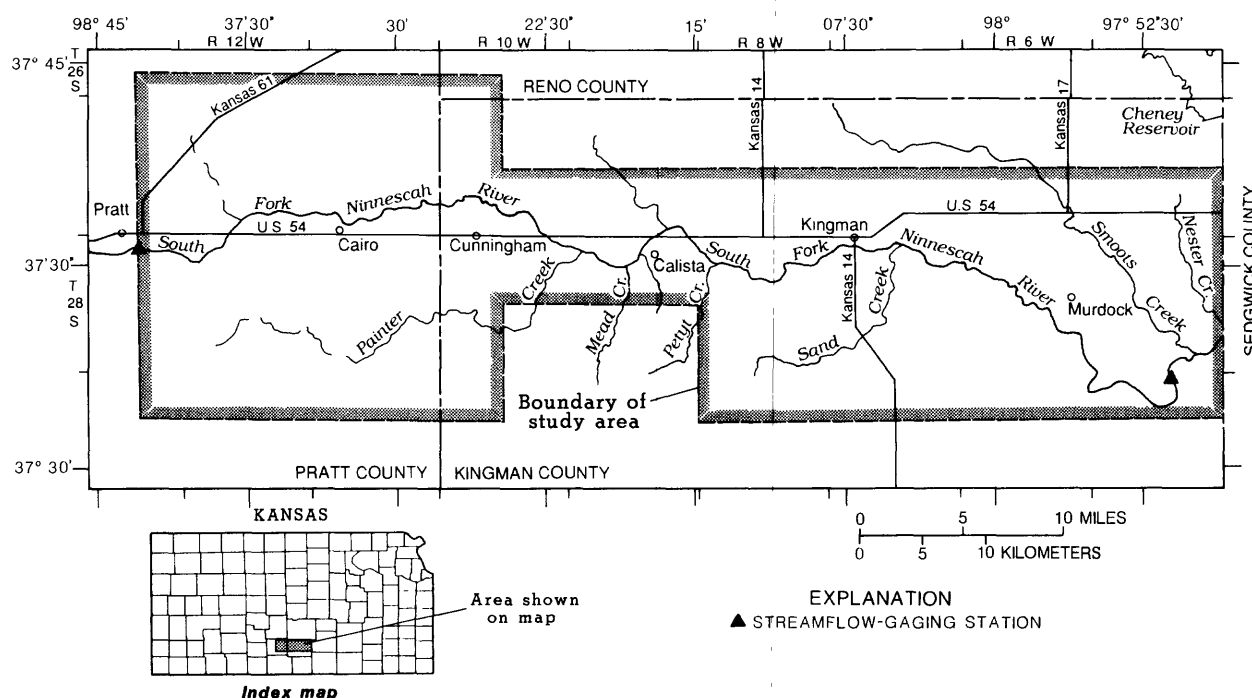 98° 45' 37'30" 30' 22'30" 15' 07'30" 98° 97° 52'30"
R 12 W R 10 W R 8 W R 6 W
37° 45'
T
26
S
Kansas 61
RENO COUNTY
Kansas 14
Kansas 17
Cheney
Reservoir
Pratt
Fork Ninnescah River
US 54
South
Cairo
Cunningham
Calista
Kingman
U.S 54
South Fork Ninnescah River
37'30"
T
28
S
Painter Creek
Mead Cr.
Petyt Cr.
Kansas 14
Sand Creek
Murdock
Smoots Creek
Nester Cr.
SEDGWICK COUNTY
Boundary of
study area
37° 30'
PRATT COUNTY KINGMAN COUNTY
KANSAS
0 5 10 MILES
0 5 10 KILOMETERS
Area shown
on map
EXPLANATION
STREAMFLOW-GAGING STATION
Index map